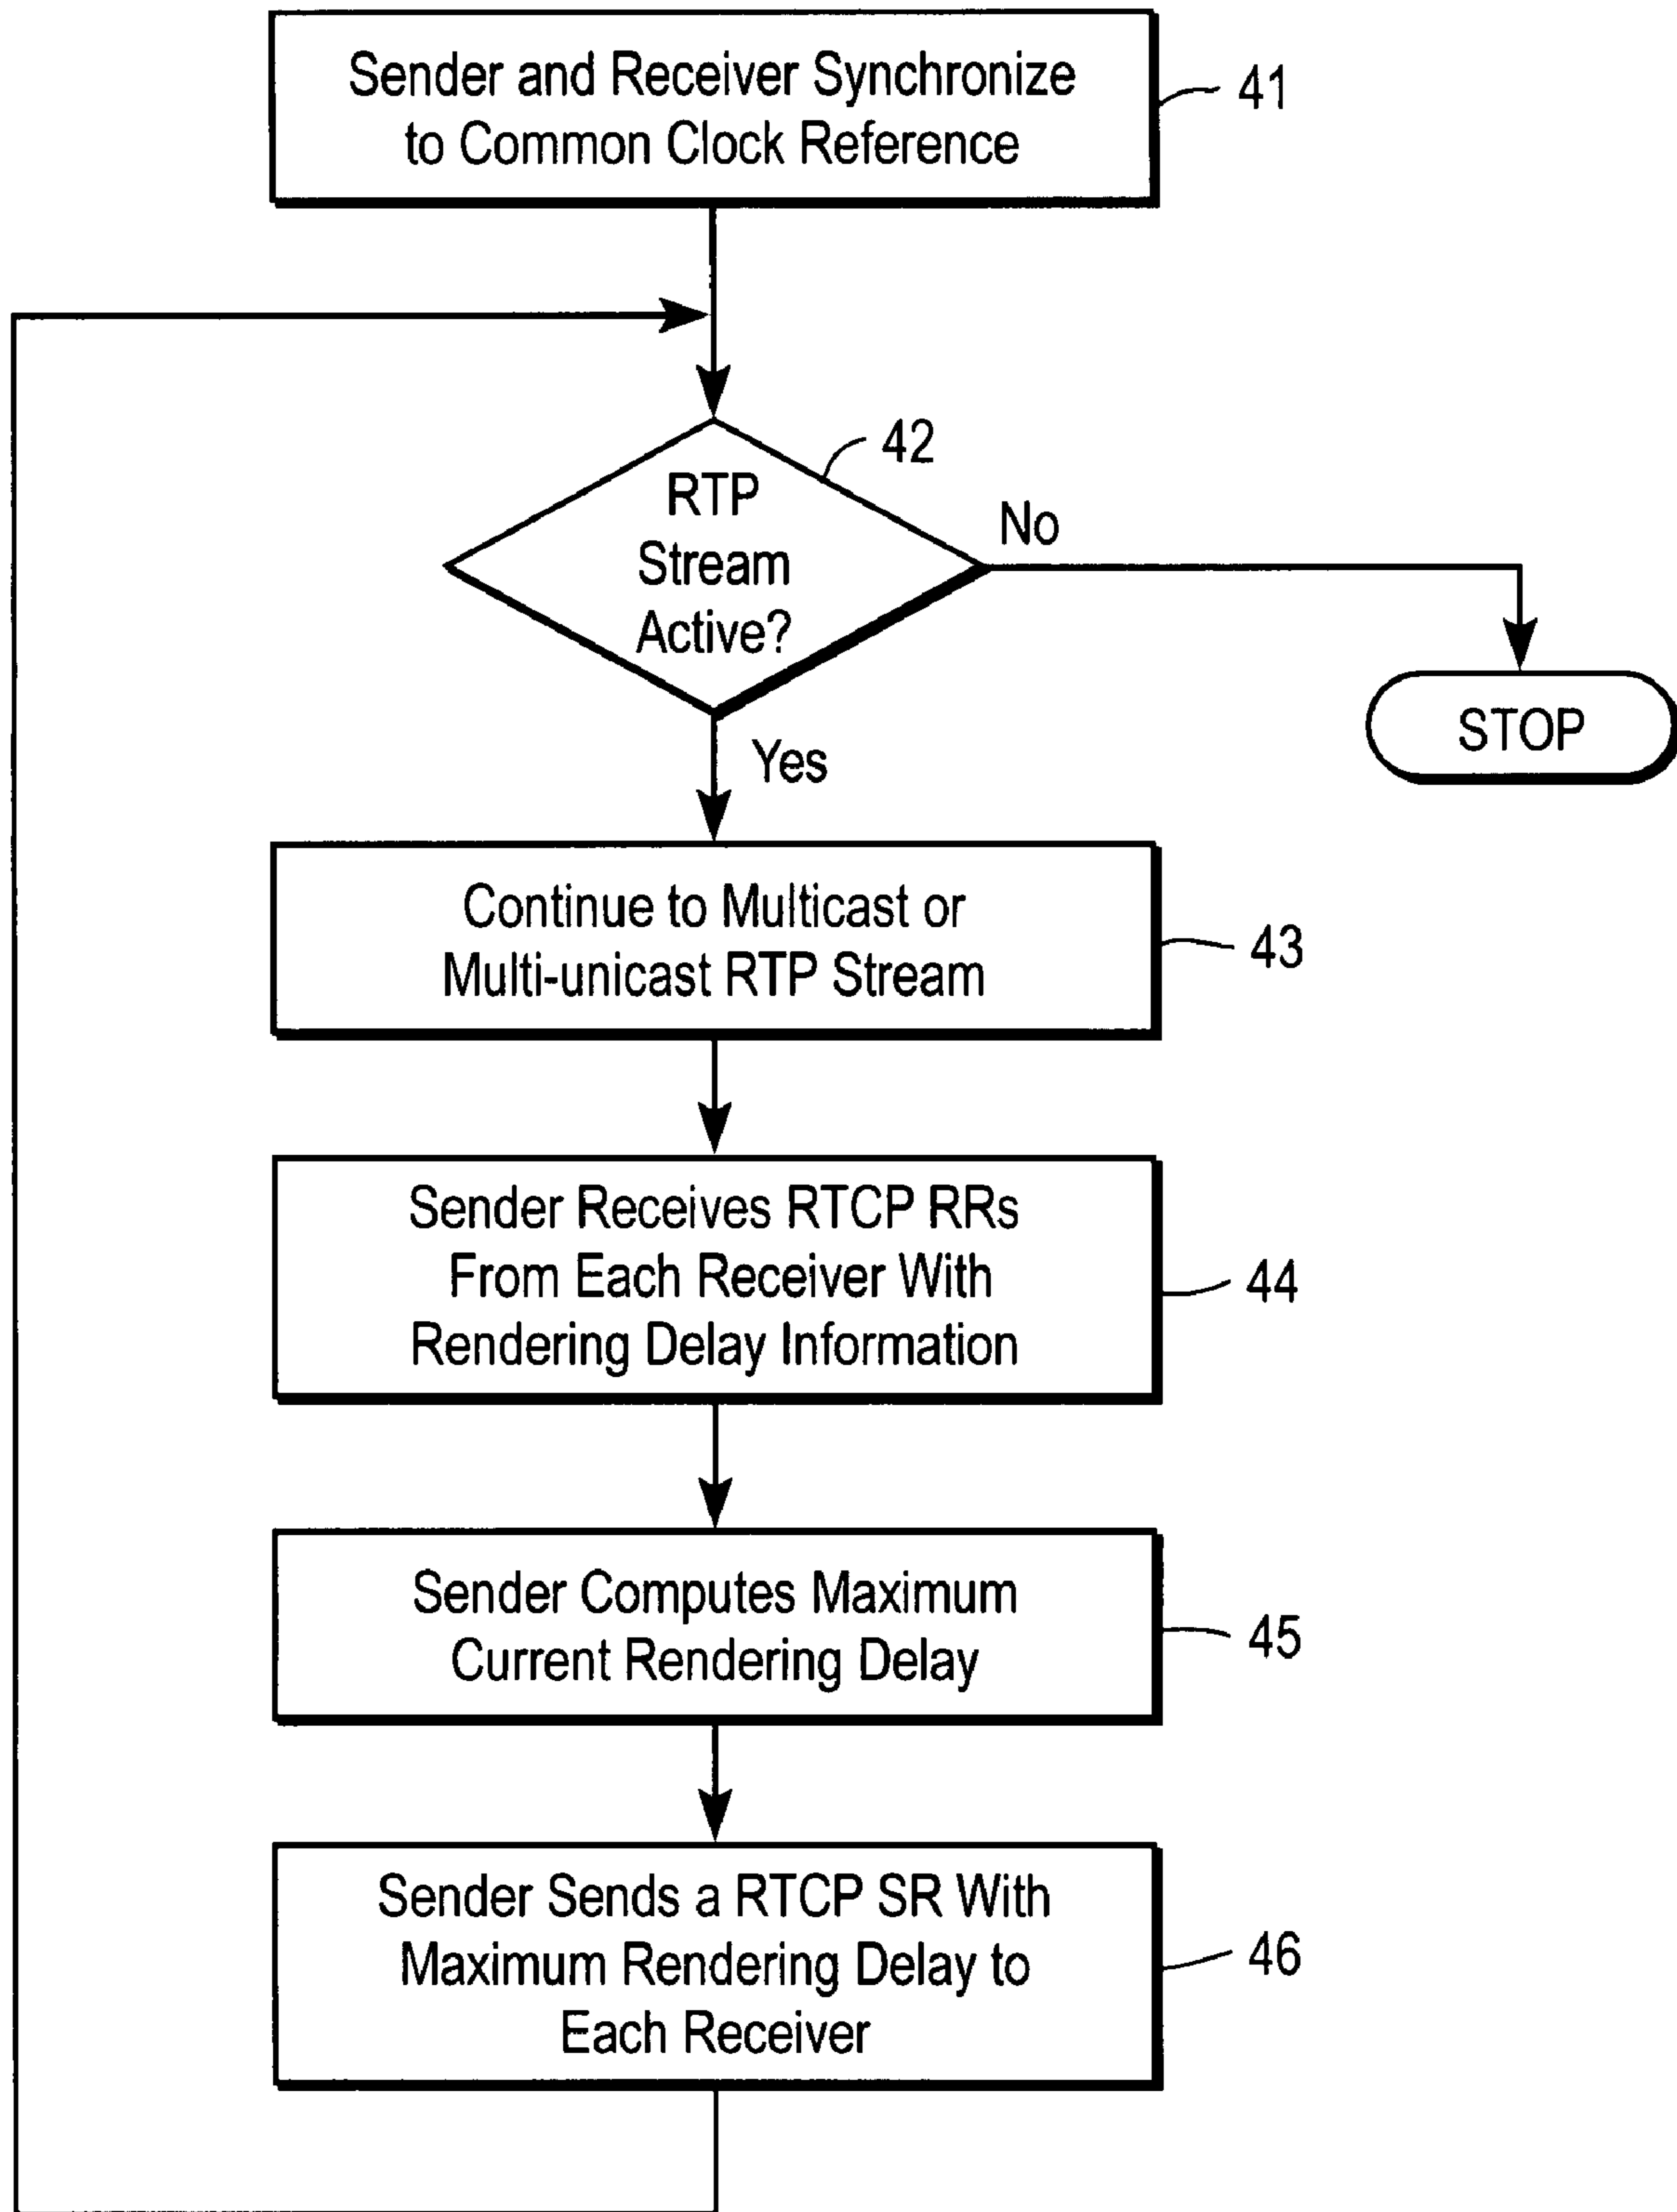 Sender and Receiver Synchronize
to Common Clock Reference
41
42
RTP
Stream
Active?
No
STOP
Yes
Continue to Multicast or
Multi-unicast RTP Stream
43
Sender Receives RTCP RRs
From Each Receiver With
Rendering Delay Information
44
Sender Computes Maximum
Current Rendering Delay
45
Sender Sends a RTCP SR With
Maximum Rendering Delay to
Each Receiver
46